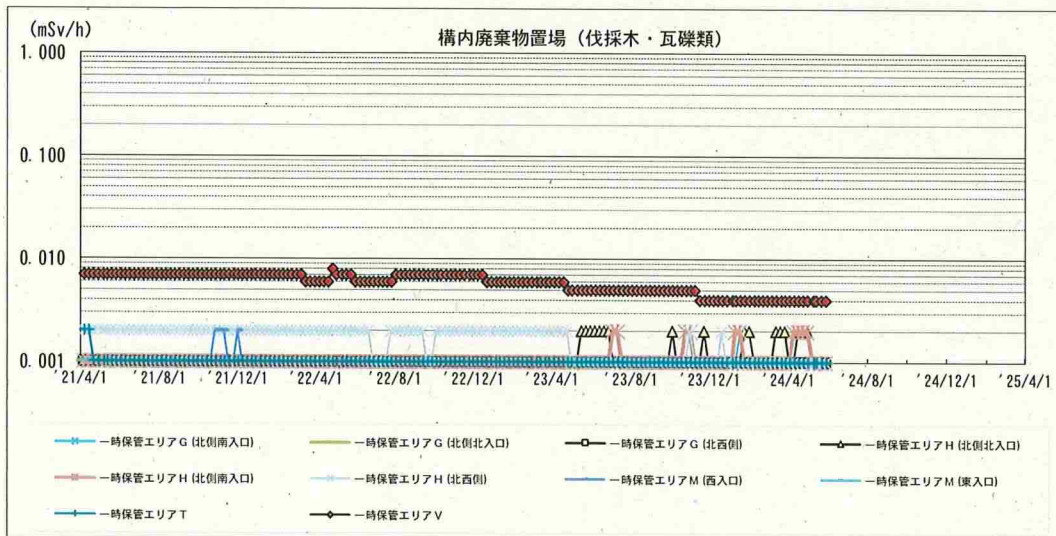 (mSv/h)
構内廃棄物置場（伐採木・瓦礫類）
1.000
0.100
0.010
0.001
'21/4/1 '21/8/1 '21/12/1 '22/4/1 '22/8/1 '22/12/1 '23/4/1 '23/8/1 '23/12/1 '24/4/1 '24/8/1 '24/12/1 '25/4/1
一時保管エリアG (北側南入口) 一時保管エリアG (北側北入口) 一時保管エリアG (北西側) 一時保管エリアH (北側北入口)
一時保管エリアH (北側南入口) 一時保管エリアH (北西側) 一時保管エリアM (西入口) 一時保管エリアM (東入口)
一時保管エリアT 一時保管エリアV